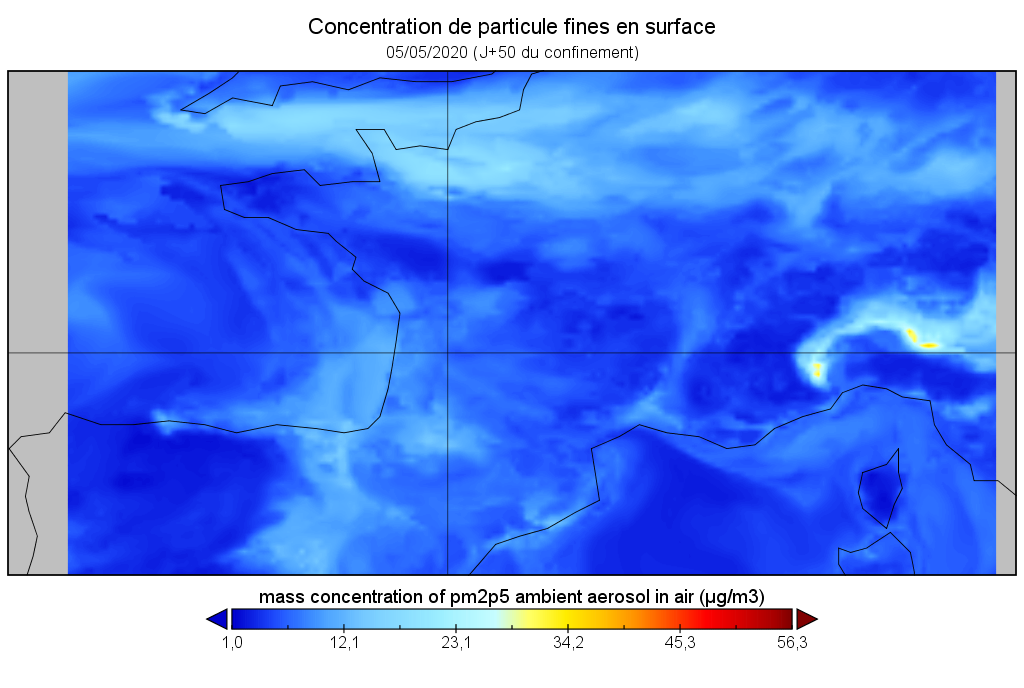 Concentration de particule fines en surface
05/05/2020 (J+50 du confinement)
mass concentration of pm2p5 ambient aerosol in air (µg/m3)
1,0 12,1 23,1 34,2 45,3 56,3